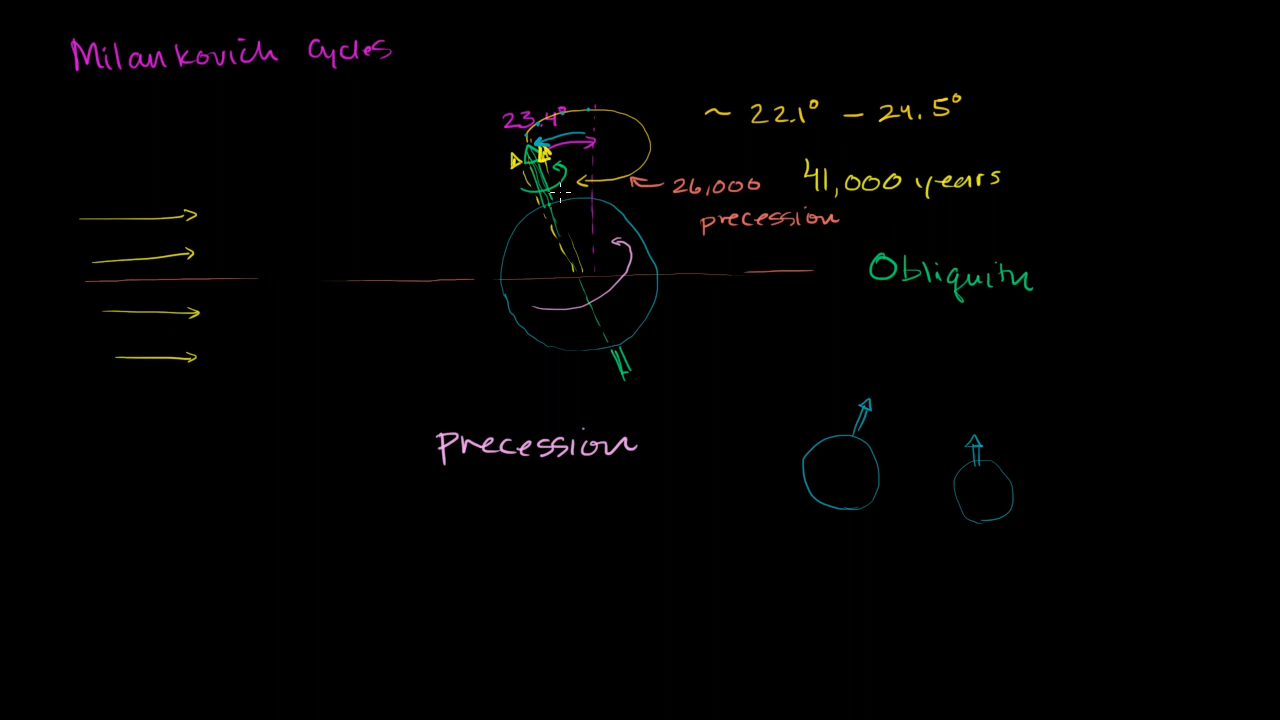 Milankovich Cycles
23.4°
~ 22.1° - 24.5°
26,000
precession
41,000 years
Obliquity
Precession